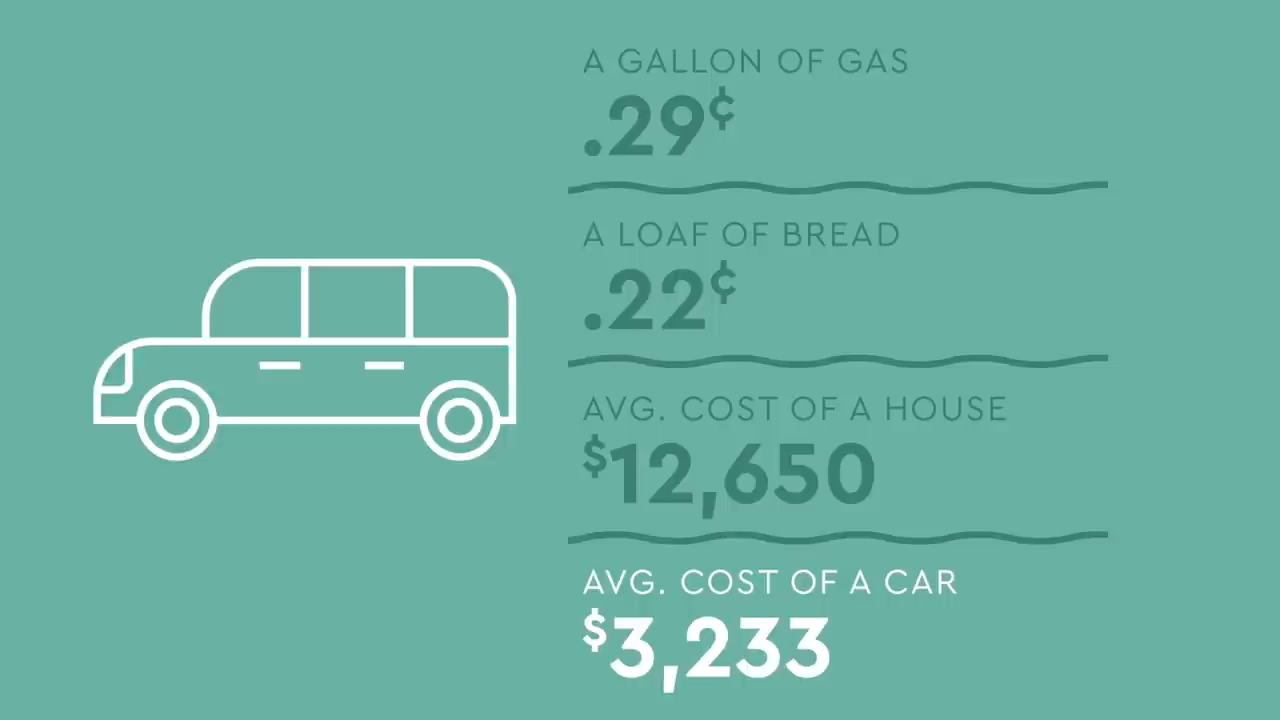 A GALLON OF GAS
.29¢
A LOAF OF BREAD
.22¢
AVG. COST OF A HOUSE
$12,650
AVG. COST OF A CAR
$3,233